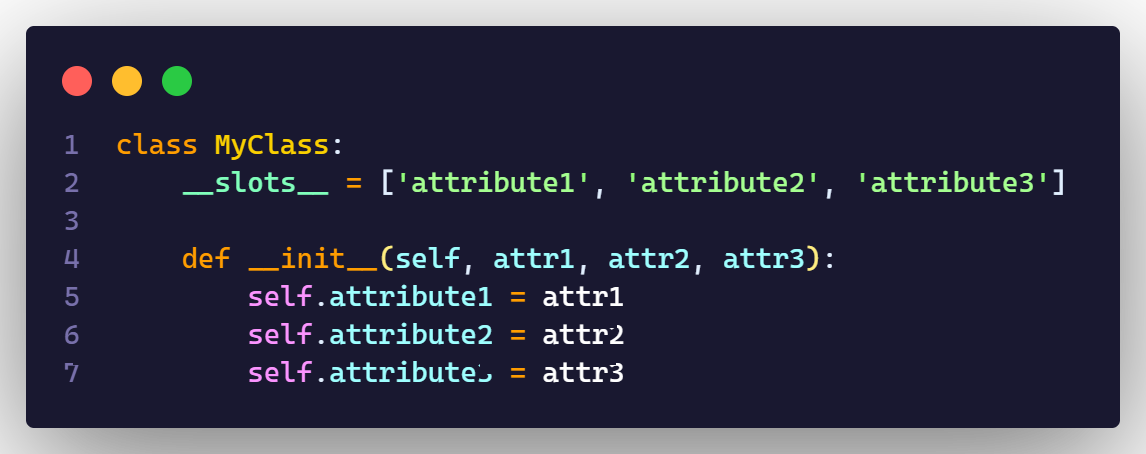 1 class MyClass:
2     __slots__ = ['attribute1', 'attribute2', 'attribute3']
3
4     def __init__(self, attr1, attr2, attr3):
5         self.attribute1 = attr1
6         self.attribute2 = attr2
7         self.attribute3 = attr3